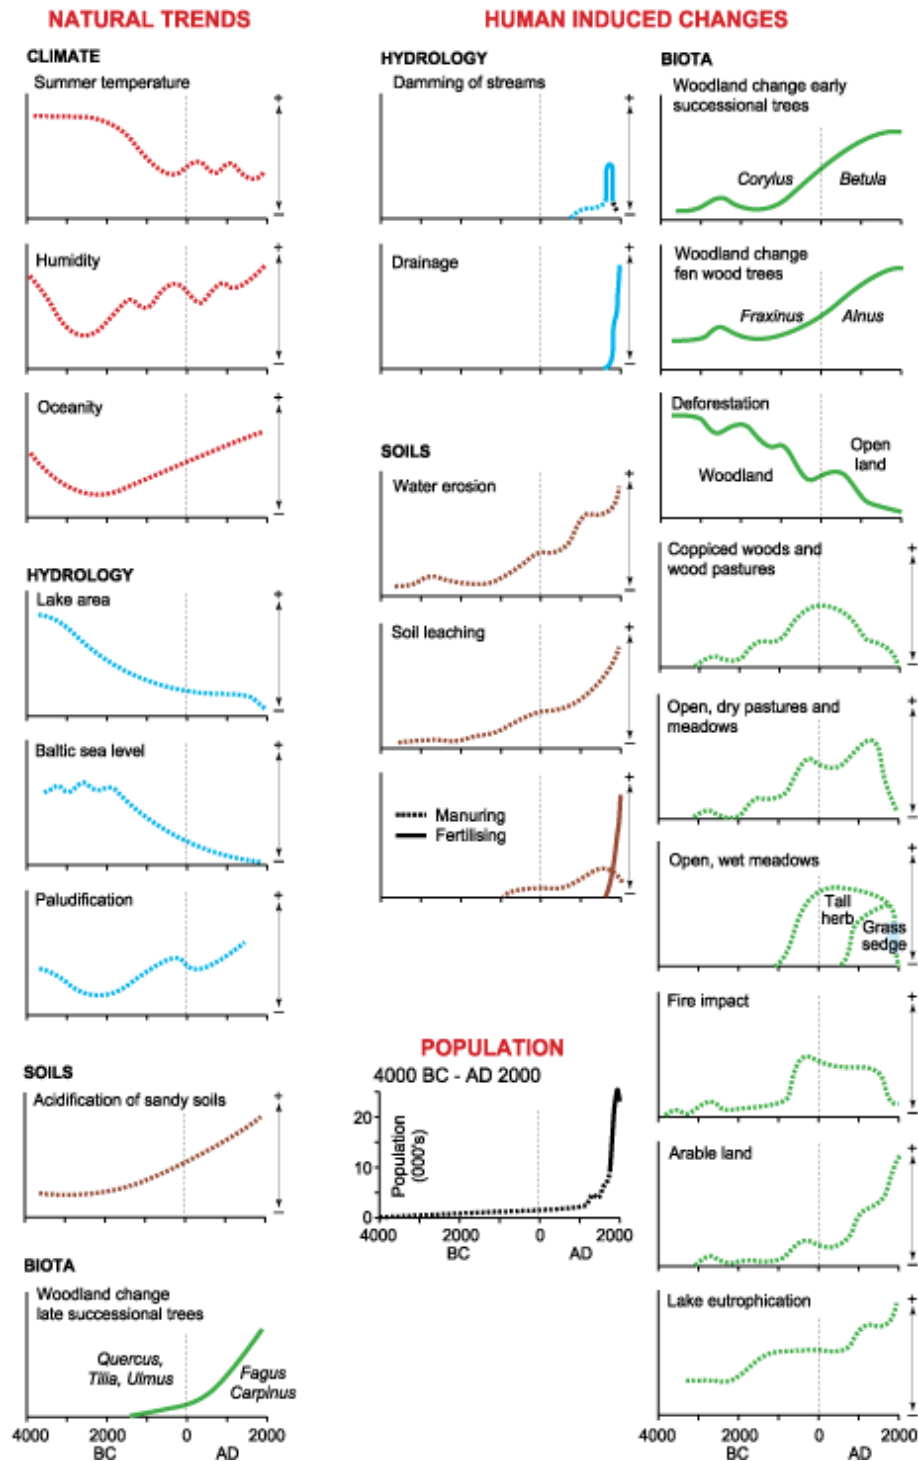 NATURAL TRENDS
CLIMATE
Summer temperature
+
−
Humidity
+
−
Oceanity
+
−
HYDROLOGY
Lake area
+
−
Baltic sea level
+
−
Paludification
+
−
SOILS
Acidification of sandy soils
+
−
BIOTA
Woodland change
late successional trees
Quercus,
Tilia, Ulmus
Fagus
Carpinus
4000 2000 0 2000
BC AD
HUMAN INDUCED CHANGES
HYDROLOGY
Damming of streams
+
−
Drainage
+
−
SOILS
Water erosion
+
−
Soil leaching
+
−
+
Manuring
Fertilising
−
POPULATION
4000 BC - AD 2000
Population
(000's)
20
10
0
4000 2000 0 2000
BC AD
BIOTA
Woodland change early
successional trees
+
Corylus Betula
−
Woodland change
fen wood trees
+
Fraxinus Alnus
−
Deforestation
Woodland
Open
land
4000 2000 0 2000
Coppiced woods and
wood pastures
+
−
Open, dry pastures and
meadows
+
−
Open, wet meadows
+
Tall
herb
Grass
sedge
−
Fire impact
+
−
Arable land
+
−
Lake eutrophication
+
−
4000 2000 0 2000
BC AD